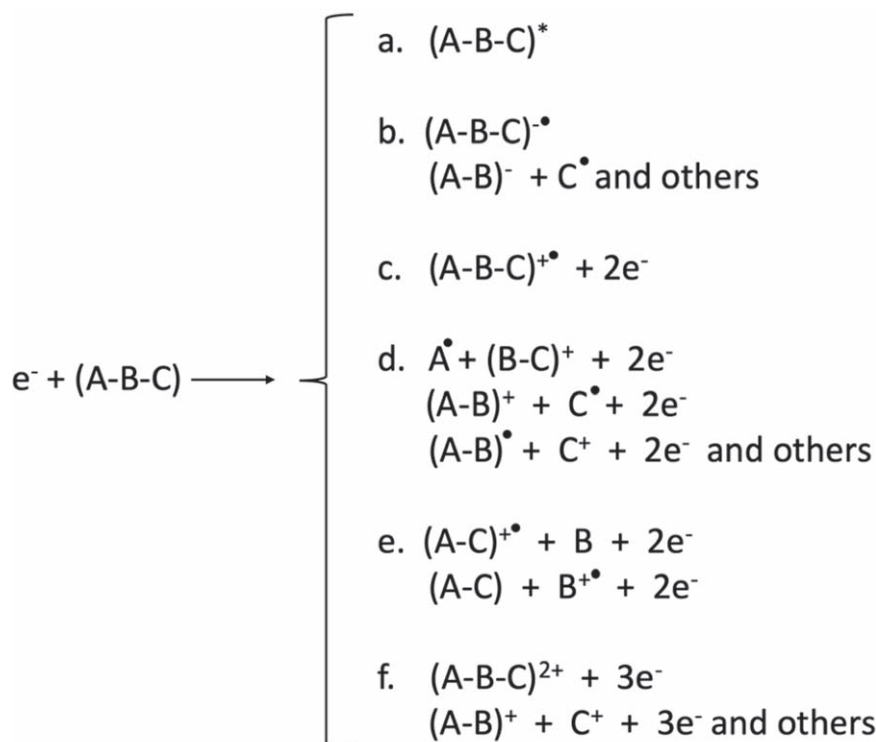 a. (A-B-C)*
b. (A-B-C)⁻•
(A-B)⁻ + C• and others
c. (A-B-C)⁺• + 2e⁻
e⁻ + (A-B-C)
d. A• + (B-C)⁺ + 2e⁻
(A-B)⁺ + C• + 2e⁻
(A-B)• + C⁺ + 2e⁻ and others
e. (A-C)⁺• + B + 2e⁻
(A-C) + B⁺• + 2e⁻
f. (A-B-C)²⁺ + 3e⁻
(A-B)⁺ + C⁺ + 3e⁻ and others